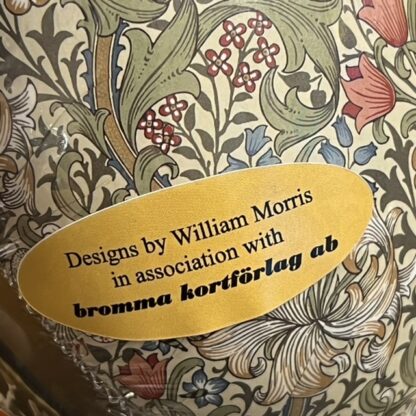 Designs by William Morris
in association with
bromma kortförlag ab